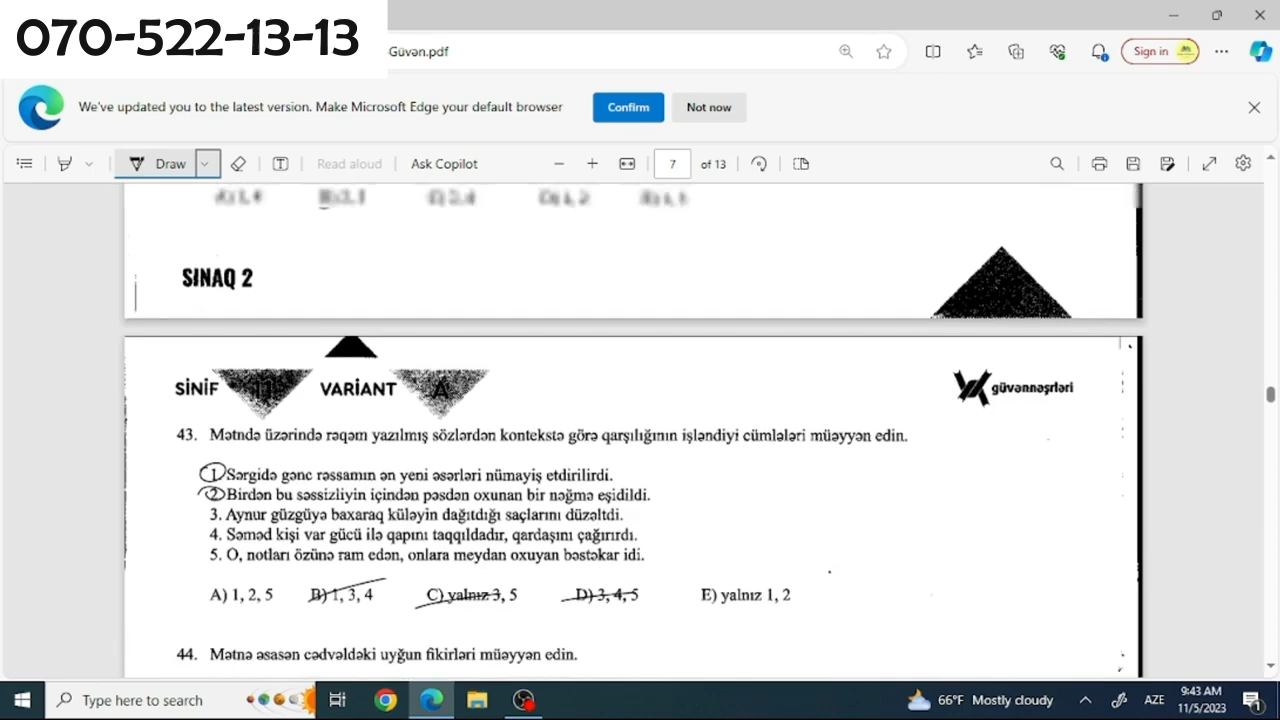 070-522-13-13
Güvən.pdf
Sign in
We've updated you to the latest version. Make Microsoft Edge your default browser
Confirm
Not now
Draw
Read aloud
Ask Copilot
7 of 13
SINAQ 2
SİNİF 11 VARİANT A
güvənnəşrləri
43. Mətndə üzərində rəqəm yazılmış sözlərdən kontekstə görə qarşılığının işləndiyi cümlələri müəyyən edin.
1 Sərgidə gənc rəssamın ən yeni əsərləri nümayiş etdirilirdi.
2 Birdən bu səssizliyin içindən pəsdən oxunan bir nəğmə eşidildi.
3. Aynur güzgüyə baxaraq küləyin dağıtdığı saçlarını düzəltdi.
4. Səməd kişi var gücü ilə qapını taqqıldadır, qardaşını çağırırdı.
5. O, notları özünə ram edən, onlara meydan oxuyan bəstəkar idi.
A) 1, 2, 5 B) 1, 3, 4 C) yalnız 3, 5 D) 3, 4, 5 E) yalnız 1, 2
44. Mətnə əsasən cədvəldəki uyğun fikirləri müəyyən edin.
Type here to search
66°F Mostly cloudy
AZE
9:43 AM
11/5/2023
1